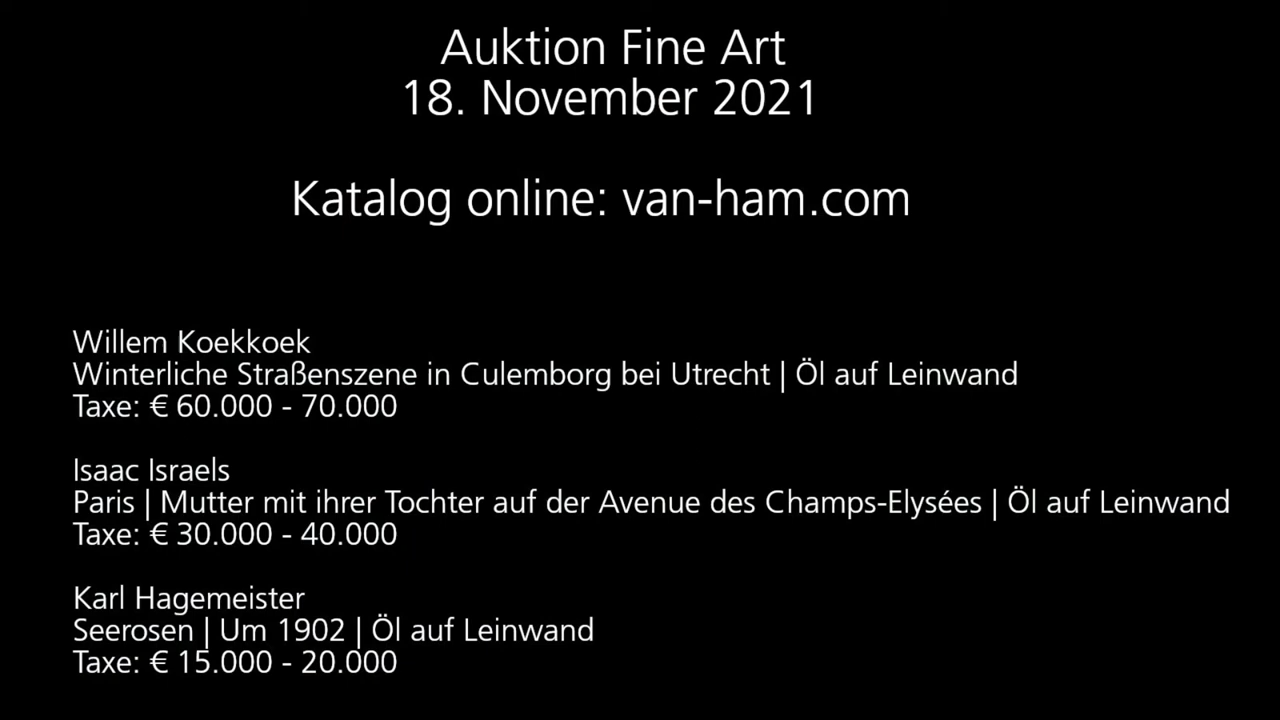 Auktion Fine Art
18. November 2021
Katalog online: van-ham.com
Willem Koekkoek
Winterliche Straßenszene in Culemborg bei Utrecht | Öl auf Leinwand
Taxe: € 60.000 - 70.000
Isaac Israels
Paris | Mutter mit ihrer Tochter auf der Avenue des Champs-Elysées | Öl auf Leinwand
Taxe: € 30.000 - 40.000
Karl Hagemeister
Seerosen | Um 1902 | Öl auf Leinwand
Taxe: € 15.000 - 20.000